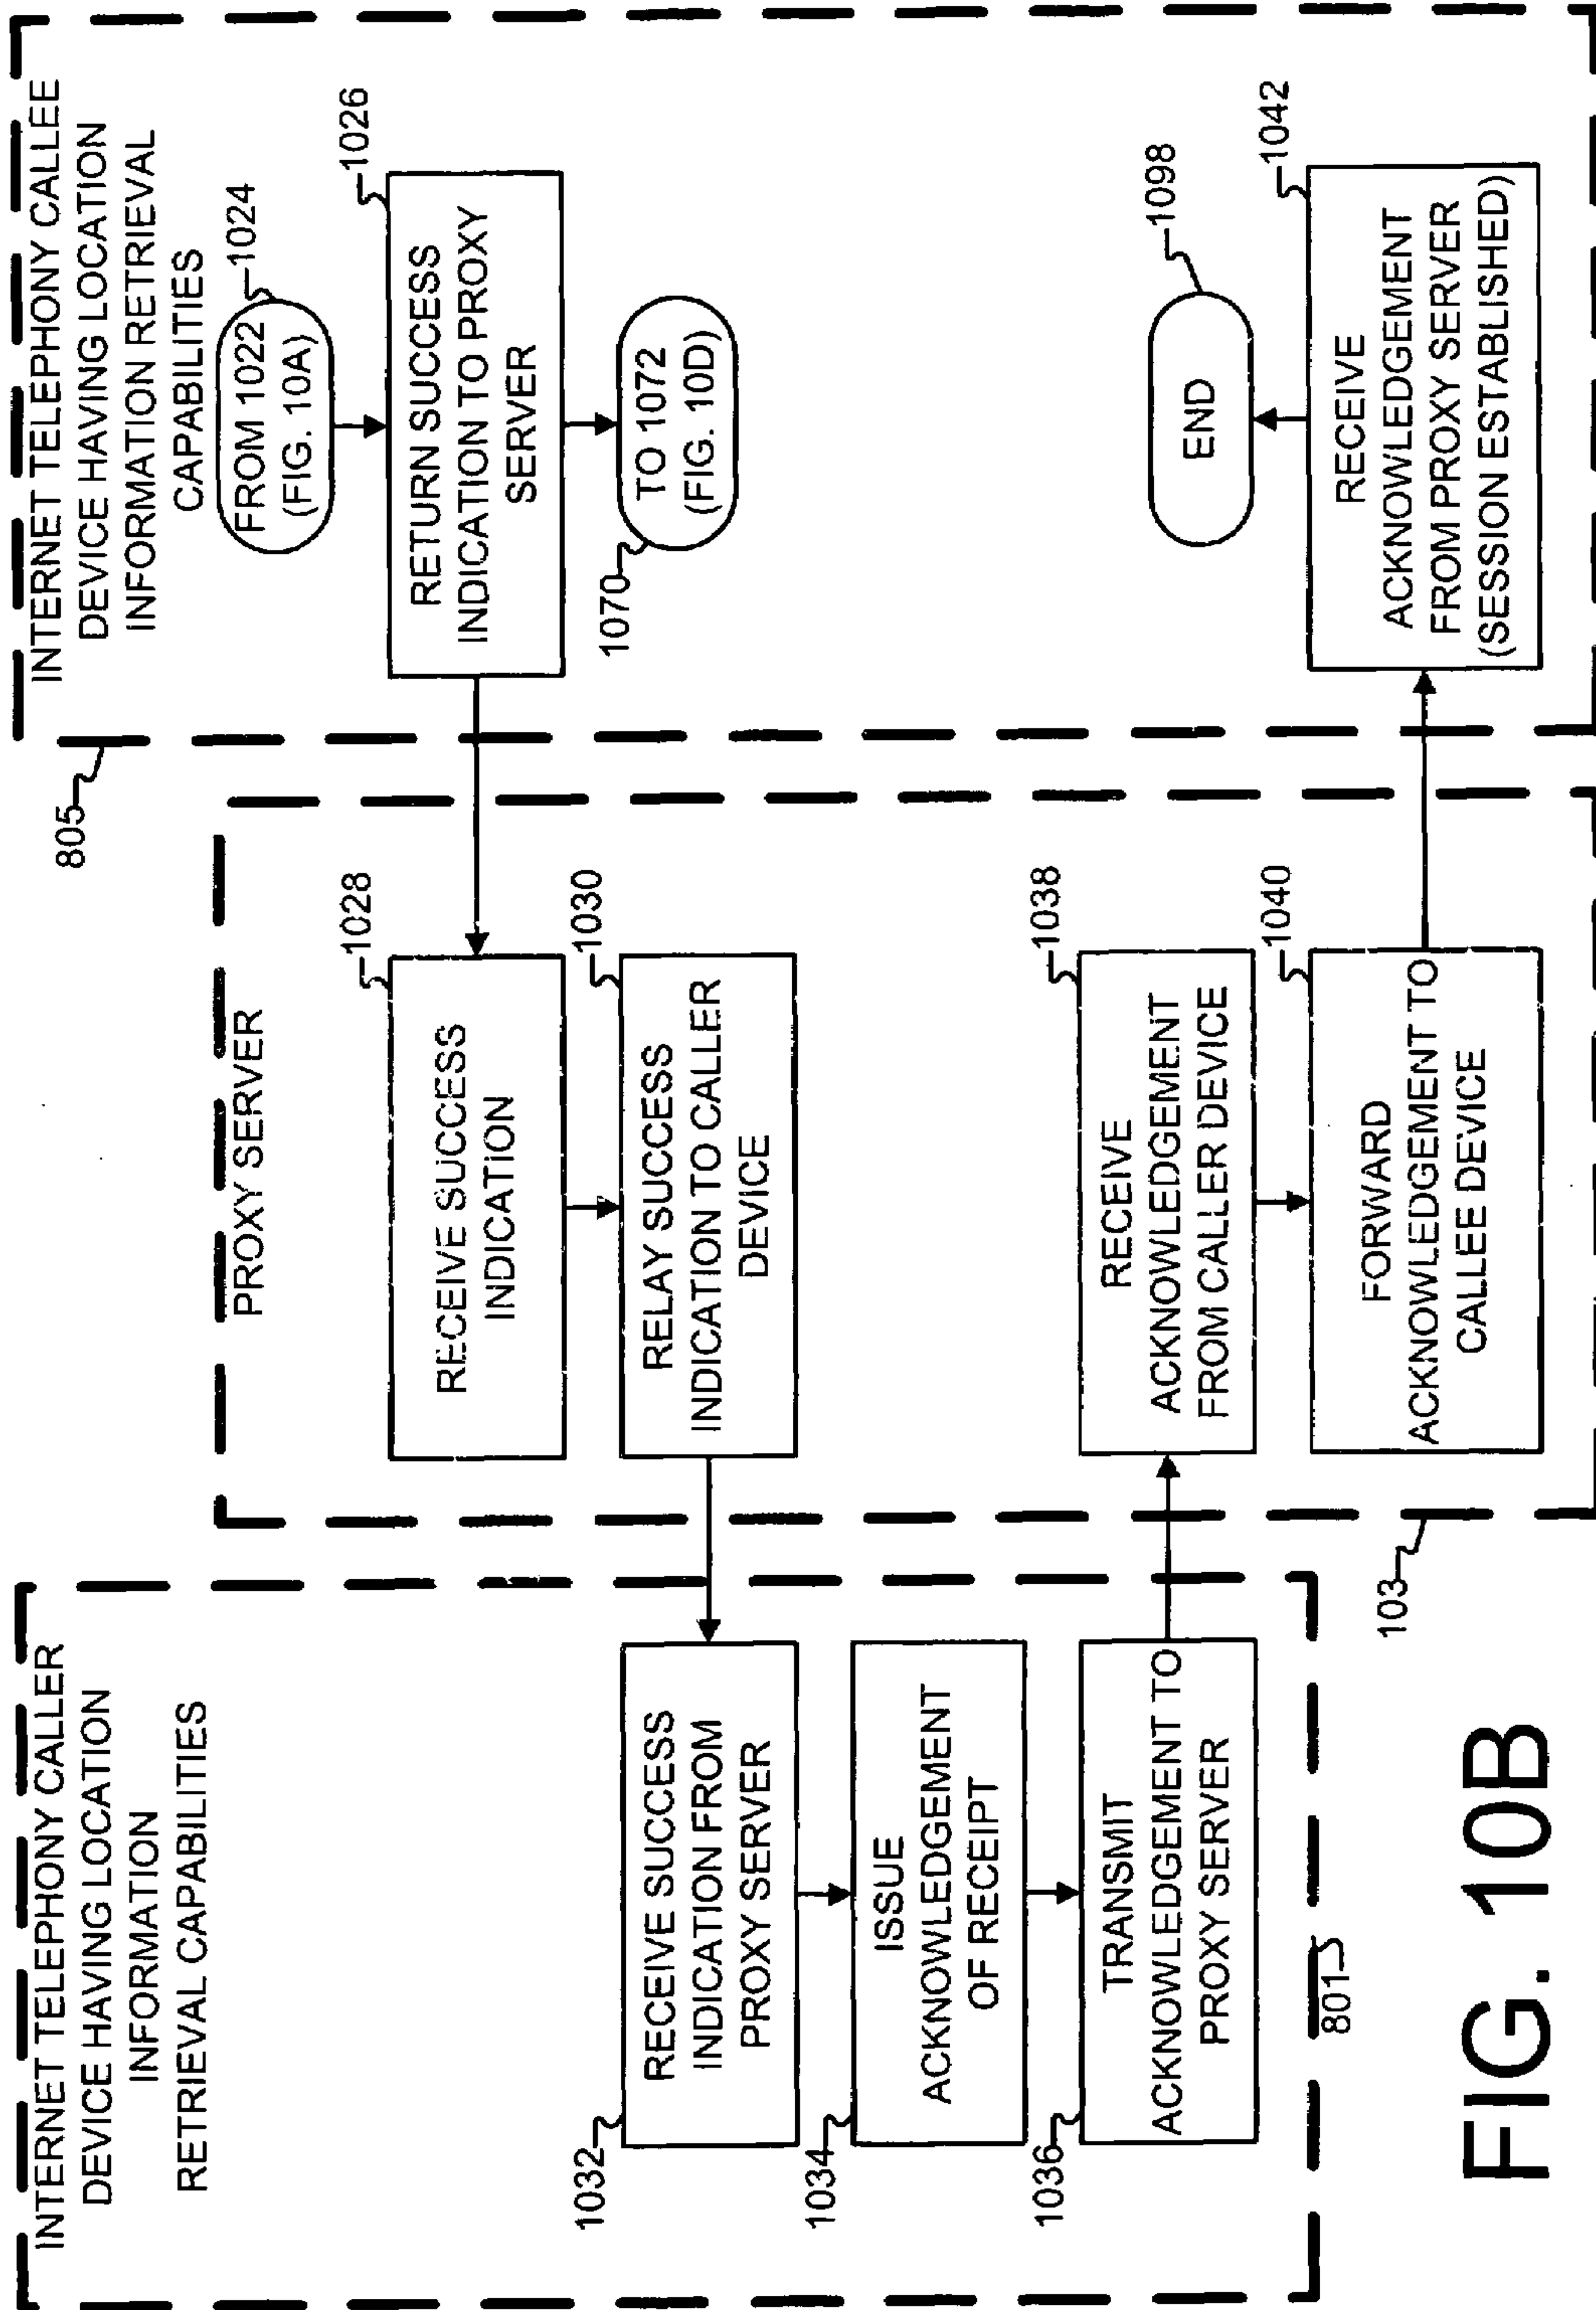 INTERNET TELEPHONY CALLER
DEVICE HAVING LOCATION
INFORMATION
RETRIEVAL CAPABILITIES
1032
RECEIVE SUCCESS
INDICATION FROM
PROXY SERVER
1034
ISSUE
ACKNOWLEDGEMENT
OF RECEIPT
1036
TRANSMIT
ACKNOWLEDGEMENT TO
PROXY SERVER
801
PROXY SERVER
1028
RECEIVE SUCCESS
INDICATION
1030
RELAY SUCCESS
INDICATION TO CALLER
DEVICE
1038
RECEIVE
ACKNOWLEDGEMENT
FROM CALLER DEVICE
1040
FORWARD
ACKNOWLEDGEMENT TO
CALLEE DEVICE
103
805
INTERNET TELEPHONY CALLEE
DEVICE HAVING LOCATION
INFORMATION RETRIEVAL
CAPABILITIES
1024
FROM 1022
(FIG. 10A)
1026
RETURN SUCCESS
INDICATION TO PROXY
SERVER
1070
TO 1072
(FIG. 10D)
1098
END
1042
RECEIVE
ACKNOWLEDGEMENT
FROM PROXY SERVER
(SESSION ESTABLISHED)
FIG. 10B